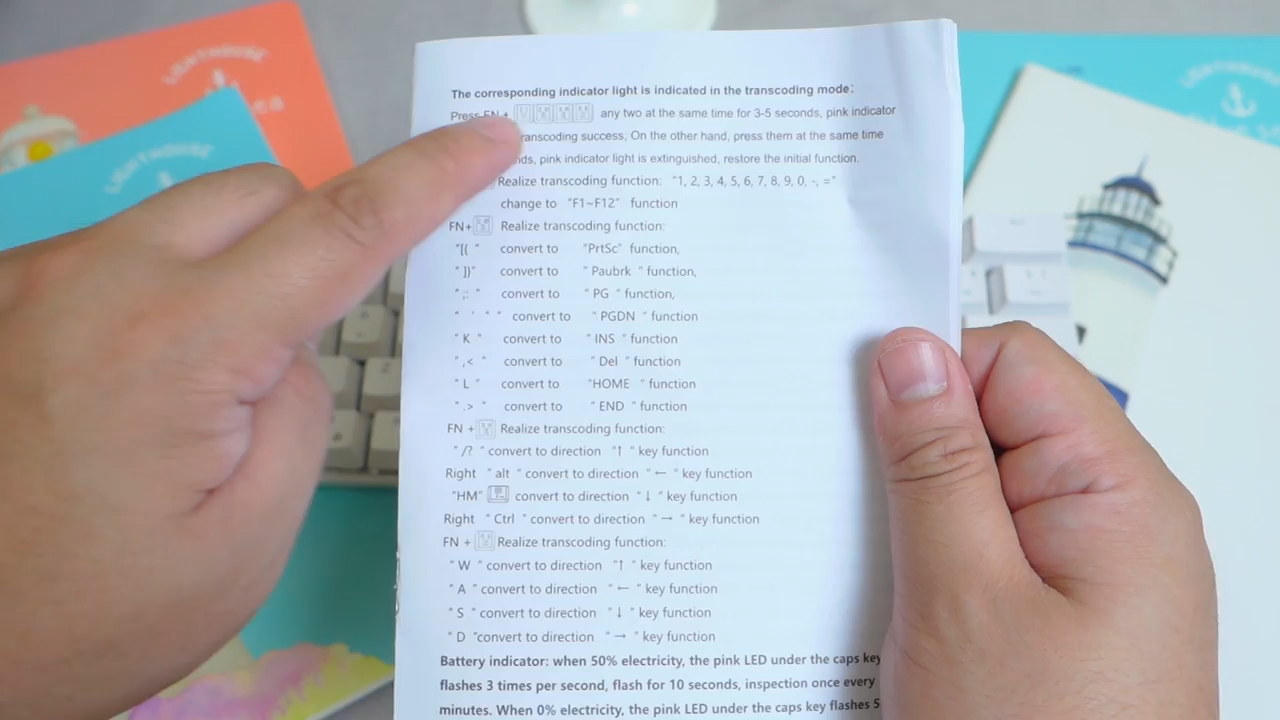 LIGHTHOUSE
The corresponding indicator light is indicated in the transcoding mode:
Press FN + any two at the same time for 3-5 seconds, pink indicator
transcoding success; On the other hand, press them at the same time
pink indicator light is extinguished, restore the initial function.
Realize transcoding function: "1, 2, 3, 4, 5, 6, 7, 8, 9, 0, -, ="
change to "F1~F12" function
FN+ Realize transcoding function:
"[{ " convert to "PrtSc" function,
" ]}" convert to " Paubrk " function,
" ;: " convert to " PG " function,
" ' " " convert to " PGDN " function
" K " convert to " INS " function
" ,< " convert to " Del " function
" L " convert to "HOME " function
" .> " convert to " END " function
FN + Realize transcoding function:
" /? " convert to direction "↑ " key function
Right " alt " convert to direction " ← " key function
"HM" convert to direction " ↓ " key function
Right " Ctrl " convert to direction " → " key function
FN + Realize transcoding function:
" W " convert to direction "↑ " key function
" A " convert to direction " ← " key function
" S " convert to direction " ↓ " key function
" D "convert to direction " → " key function
Battery indicator: when 50% electricity, the pink LED under the caps key
flashes 3 times per second, flash for 10 seconds, inspection once every
minutes. When 0% electricity, the pink LED under the caps key flashes 5